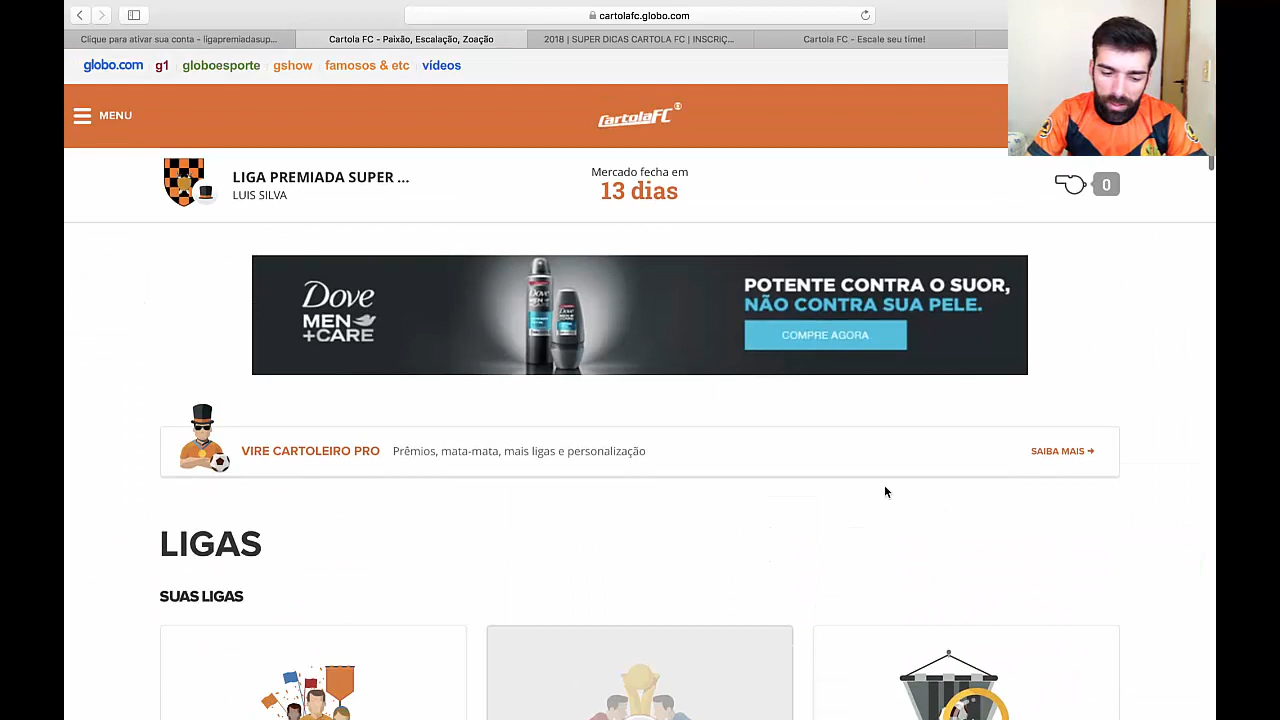 cartolafc.globo.com
Clique para ativar sua conta - ligapremiadasup...
Cartola FC - Paixão, Escalação, Zoação
2018 | SUPER DICAS CARTOLA FC | INSCRIÇ...
Cartola FC - Escale seu time!
globo.com g1 globoesporte gshow famosos & etc vídeos
MENU
CartolaFC
LIGA PREMIADA SUPER ...
LUIS SILVA
Mercado fecha em
13 dias
0
Dove
MEN
+CARE
POTENTE CONTRA O SUOR,
NÃO CONTRA SUA PELE.
COMPRE AGORA
VIRE CARTOLEIRO PRO Prêmios, mata-mata, mais ligas e personalização SAIBA MAIS
LIGAS
SUAS LIGAS